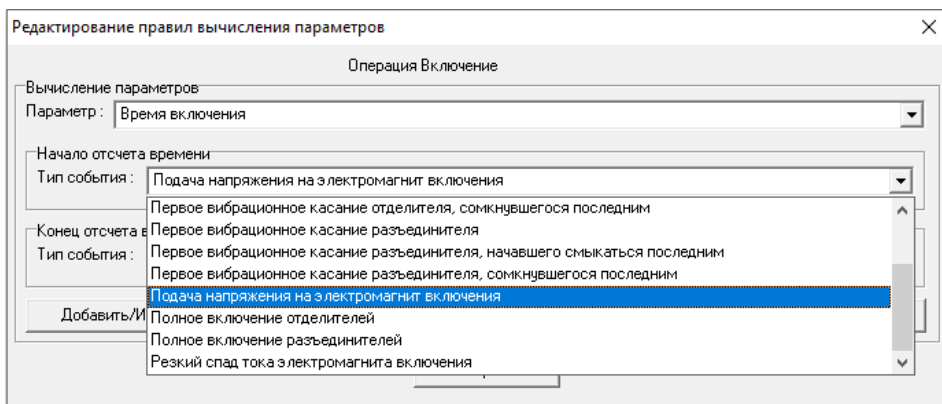 Редактирование правил вычисления параметров
Операция Включение
Вычисление параметров
Параметр : Время включения
Начало отсчета времени
Тип события : Подача напряжения на электромагнит включения
Первое вибрационное касание отделителя, сомкнувшегося последним
Конец отсчета в
Первое вибрационное касание разъединителя
Тип события : Первое вибрационное касание разъединителя, начавшего смыкаться последним
Первое вибрационное касание разъединителя, сомкнувшегося последним
Подача напряжения на электромагнит включения
Добавить/И Полное включение отделителей
Полное включение разъединителей
Резкий спад тока электромагнита включения